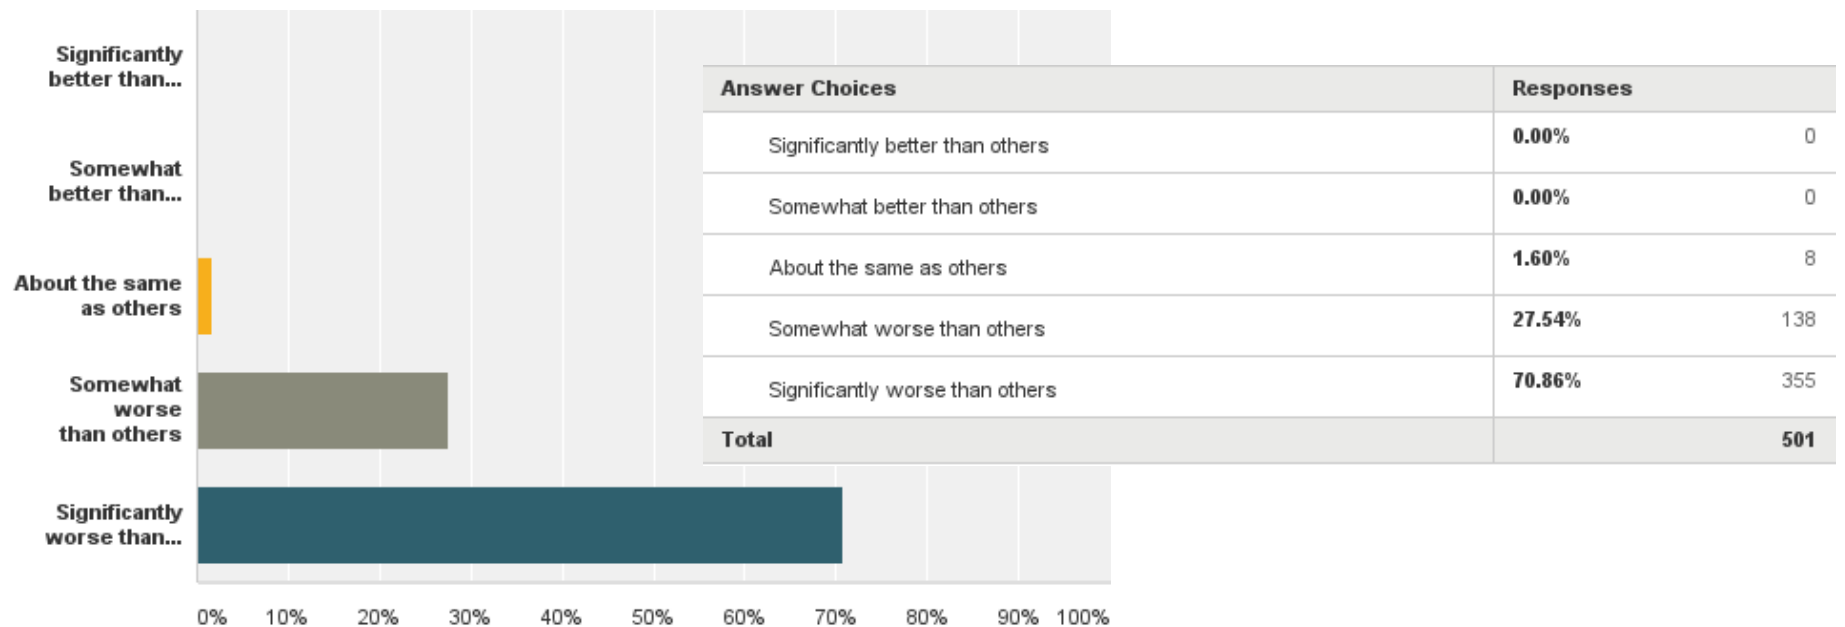 Significantly
better than...
Somewhat
better than...
About the same
as others
Somewhat
worse
than others
Significantly
worse than...
0% 10% 20% 30% 40% 50% 60% 70% 80% 90% 100%
Answer Choices Responses
Significantly better than others 0.00% 0
Somewhat better than others 0.00% 0
About the same as others 1.60% 8
Somewhat worse than others 27.54% 138
Significantly worse than others 70.86% 355
Total 501